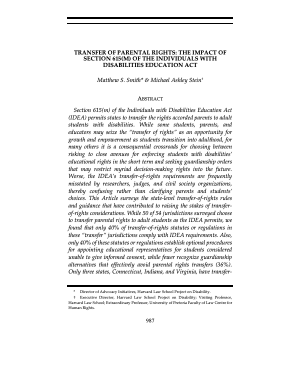 TRANSFER OF PARENTAL RIGHTS: THE IMPACT OF
SECTION 615(M) OF THE INDIVIDUALS WITH
DISABILITIES EDUCATION ACT
Matthew S. Smith* & Michael Ashley Stein†
ABSTRACT
Section 615(m) of the Individuals with Disabilities Education Act
(IDEA) permits states to transfer the rights accorded parents to adult
students with disabilities. While some students, parents, and
educators may seize the "transfer of rights" as an opportunity for
growth and empowerment as students transition into adulthood, for
many others it is a consequential crossroads for choosing between
risking to close avenues for enforcing students with disabilities'
educational rights in the short term and seeking guardianship orders
that may restrict myriad decision-making rights into the future.
Worse, the IDEA's transfer-of-rights requirements are frequently
misstated by researchers, judges, and civil society organizations,
thereby confusing rather than clarifying parents and students'
choices. This Article surveys the state-level transfer-of-rights rules
and guidance that have contributed to raising the stakes of transfer-
of-rights considerations. While 50 of 54 jurisdictions surveyed choose
to transfer parental rights to adult students as the IDEA permits, we
found that only 40% of transfer-of-rights statutes or regulations in
these "transfer" jurisdictions comply with IDEA requirements. Also,
only 40% of these statutes or regulations establish optional procedures
for appointing educational representatives for students considered
unable to give informed consent, while fewer recognize guardianship
alternatives that effectively avoid parental rights transfers (36%).
Only three states, Connecticut, Indiana, and Virginia, have transfer-
* Director of Advocacy Initiatives, Harvard Law School Project on Disability.
† Executive Director, Harvard Law School Project on Disability; Visiting Professor,
Harvard Law School; Extraordinary Professor, University of Pretoria Faculty of Law Centre for
Human Rights.
987